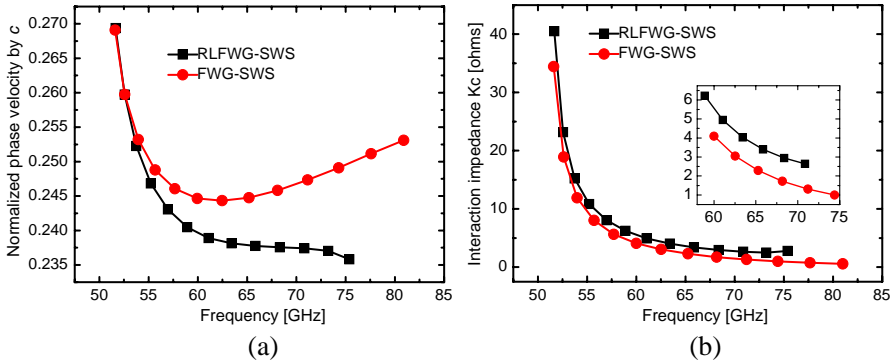 Normalized phase velocity by c
0.270
0.265
0.260
0.255
0.250
0.245
0.240
0.235
RLFWG-SWS
FWG-SWS
50 55 60 65 70 75 80 85
Frequency [GHz]
(a)
Interaction impedance Kc [ohms]
40
30
20
10
0
RLFWG-SWS
FWG-SWS
6
5
4
3
2
1
60 65 70 75
50 55 60 65 70 75 80 85
Frequency [GHz]
(b)